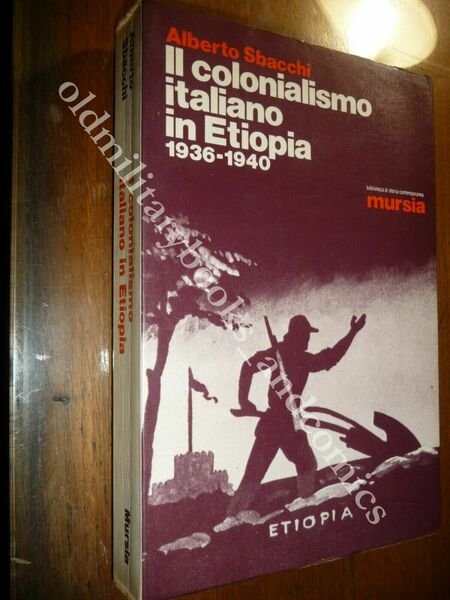 Alberto Sbacchi
Il colonialismo
italiano
in Etiopia
1936-1940
biblioteca di storia contemporanea
mursia
ETIOPIA
Alberto
Sbacchi
Il colonialismo
italiano in Etiopia
Mursia
oldmilitarybooks_andcomics